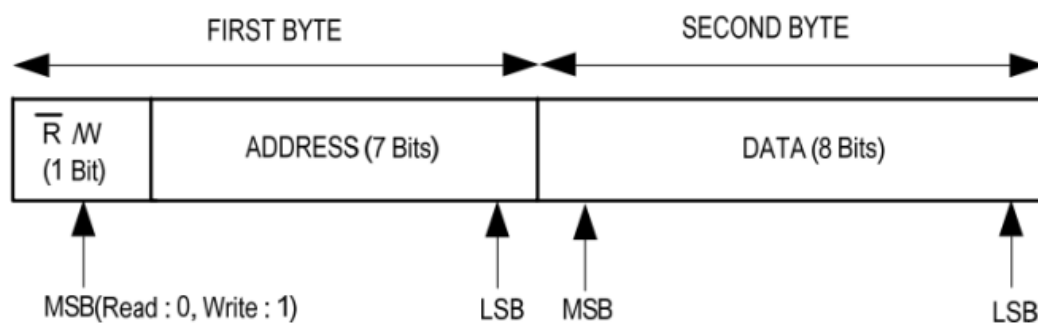 FIRST BYTE SECOND BYTE
R̅ /W
(1 Bit)
ADDRESS (7 Bits)
DATA (8 Bits)
MSB(Read : 0, Write : 1)
LSB
MSB
LSB